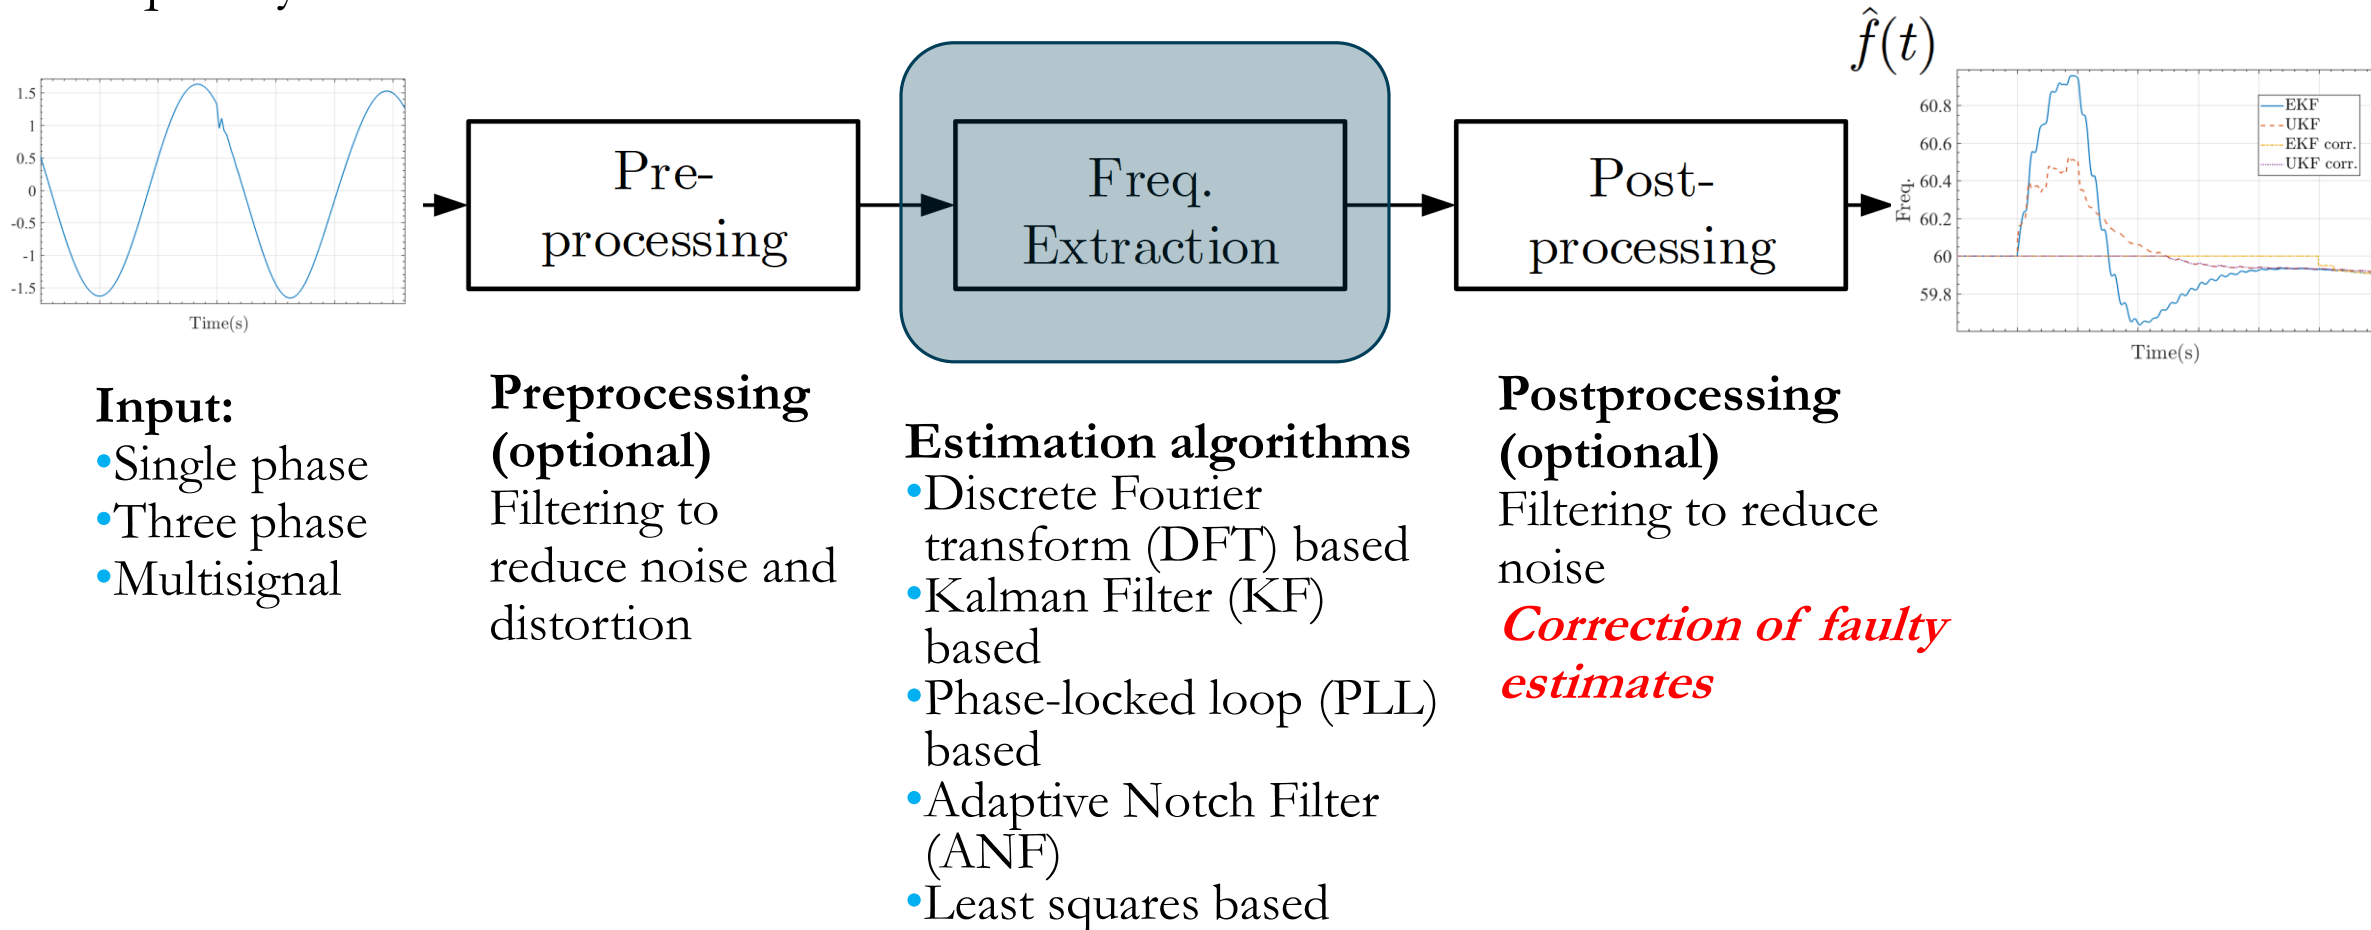 1.5
1
0.5
0
-0.5
-1
-1.5
Time(s)
Pre-
processing
Freq.
Extraction
Post-
processing
f̂(t)
60.8
60.6
60.4
60.2
60
59.8
Freq.
EKF
UKF
EKF corr.
UKF corr.
Time(s)
Input:
•Single phase
•Three phase
•Multisignal
Preprocessing
(optional)
Filtering to
reduce noise and
distortion
Estimation algorithms
•Discrete Fourier
transform (DFT) based
•Kalman Filter (KF)
based
•Phase-locked loop (PLL)
based
•Adaptive Notch Filter
(ANF)
•Least squares based
Postprocessing
(optional)
Filtering to reduce
noise
Correction of faulty
estimates